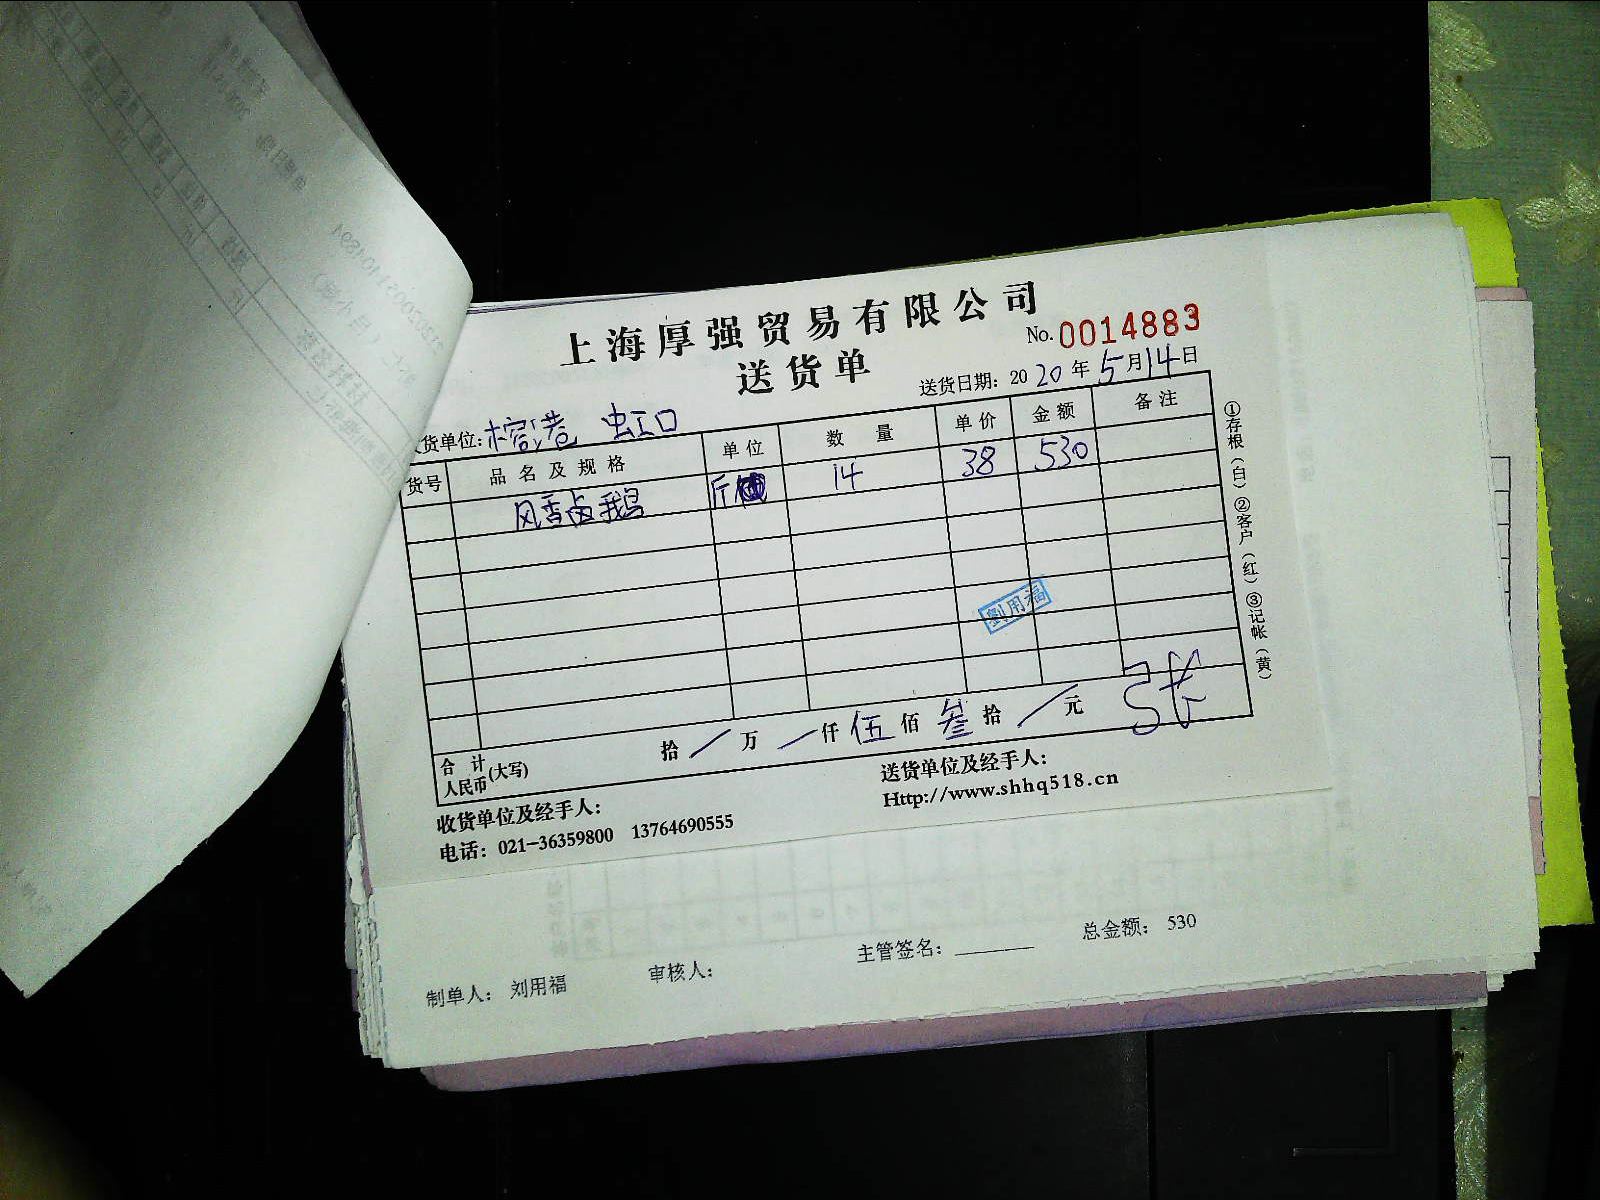 上海厚强贸易有限公司
No. 0014883
送货单
送货日期: 2020年5月14日
货单位: 榕港 虹口
货号 品名及规格 单位 数量 单价 金额 备注
风香卤鹅 斤 14 38 530
劉用福
合计
人民币(大写) 拾 / 万 / 仟 伍 佰 叁 拾 / 元
张
收货单位及经手人: 送货单位及经手人:
电话: 021-36359800 13764690555 Http://www.shhq518.cn
①存根(白) ②客户(红) ③记帐(黄)
制单人: 刘用福 审核人: 主管签名: 总金额: 530